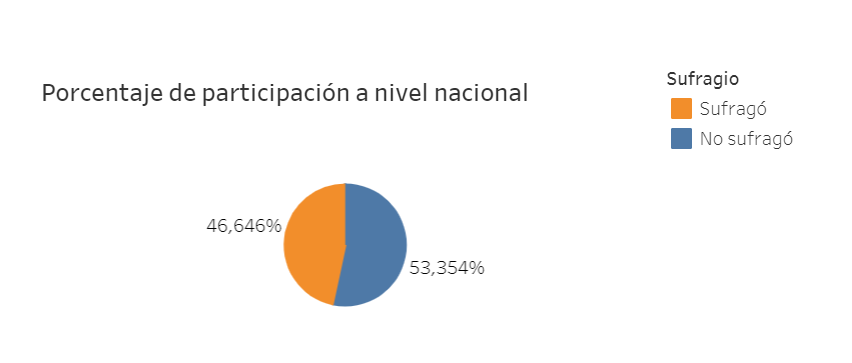 Porcentaje de participación a nivel nacional
Sufragio
Sufragó
No sufragó
46,646%
53,354%